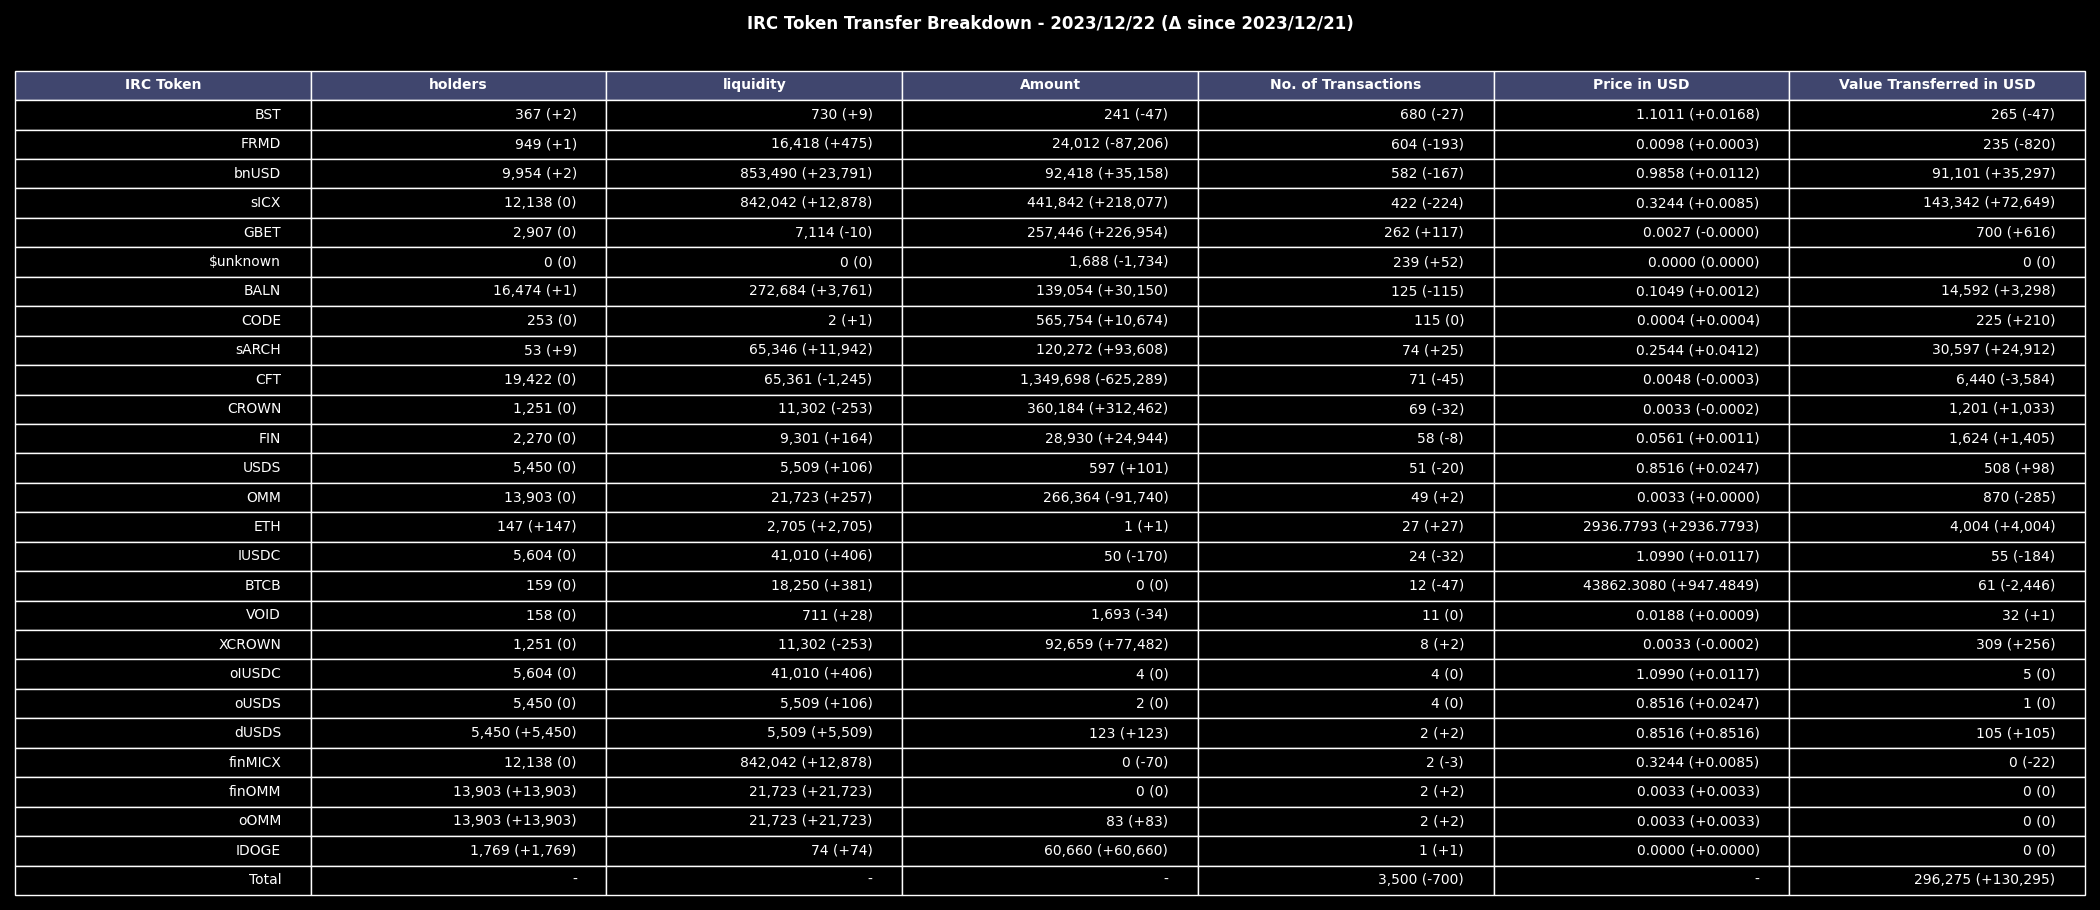 IRC Token Transfer Breakdown - 2023/12/22 (Δ since 2023/12/21)
IRC Token holders liquidity Amount No. of Transactions Price in USD Value Transferred in USD
BST 367 (+2) 730 (+9) 241 (-47) 680 (-27) 1.1011 (+0.0168) 265 (-47)
FRMD 949 (+1) 16,418 (+475) 24,012 (-87,206) 604 (-193) 0.0098 (+0.0003) 235 (-820)
bnUSD 9,954 (+2) 853,490 (+23,791) 92,418 (+35,158) 582 (-167) 0.9858 (+0.0112) 91,101 (+35,297)
sICX 12,138 (0) 842,042 (+12,878) 441,842 (+218,077) 422 (-224) 0.3244 (+0.0085) 143,342 (+72,649)
GBET 2,907 (0) 7,114 (-10) 257,446 (+226,954) 262 (+117) 0.0027 (-0.0000) 700 (+616)
$unknown 0 (0) 0 (0) 1,688 (-1,734) 239 (+52) 0.0000 (0.0000) 0 (0)
BALN 16,474 (+1) 272,684 (+3,761) 139,054 (+30,150) 125 (-115) 0.1049 (+0.0012) 14,592 (+3,298)
CODE 253 (0) 2 (+1) 565,754 (+10,674) 115 (0) 0.0004 (+0.0004) 225 (+210)
sARCH 53 (+9) 65,346 (+11,942) 120,272 (+93,608) 74 (+25) 0.2544 (+0.0412) 30,597 (+24,912)
CFT 19,422 (0) 65,361 (-1,245) 1,349,698 (-625,289) 71 (-45) 0.0048 (-0.0003) 6,440 (-3,584)
CROWN 1,251 (0) 11,302 (-253) 360,184 (+312,462) 69 (-32) 0.0033 (-0.0002) 1,201 (+1,033)
FIN 2,270 (0) 9,301 (+164) 28,930 (+24,944) 58 (-8) 0.0561 (+0.0011) 1,624 (+1,405)
USDS 5,450 (0) 5,509 (+106) 597 (+101) 51 (-20) 0.8516 (+0.0247) 508 (+98)
OMM 13,903 (0) 21,723 (+257) 266,364 (-91,740) 49 (+2) 0.0033 (+0.0000) 870 (-285)
ETH 147 (+147) 2,705 (+2,705) 1 (+1) 27 (+27) 2936.7793 (+2936.7793) 4,004 (+4,004)
IUSDC 5,604 (0) 41,010 (+406) 50 (-170) 24 (-32) 1.0990 (+0.0117) 55 (-184)
BTCB 159 (0) 18,250 (+381) 0 (0) 12 (-47) 43862.3080 (+947.4849) 61 (-2,446)
VOID 158 (0) 711 (+28) 1,693 (-34) 11 (0) 0.0188 (+0.0009) 32 (+1)
XCROWN 1,251 (0) 11,302 (-253) 92,659 (+77,482) 8 (+2) 0.0033 (-0.0002) 309 (+256)
oIUSDC 5,604 (0) 41,010 (+406) 4 (0) 4 (0) 1.0990 (+0.0117) 5 (0)
oUSDS 5,450 (0) 5,509 (+106) 2 (0) 4 (0) 0.8516 (+0.0247) 1 (0)
dUSDS 5,450 (+5,450) 5,509 (+5,509) 123 (+123) 2 (+2) 0.8516 (+0.8516) 105 (+105)
finMICX 12,138 (0) 842,042 (+12,878) 0 (-70) 2 (-3) 0.3244 (+0.0085) 0 (-22)
finOMM 13,903 (+13,903) 21,723 (+21,723) 0 (0) 2 (+2) 0.0033 (+0.0033) 0 (0)
oOMM 13,903 (+13,903) 21,723 (+21,723) 83 (+83) 2 (+2) 0.0033 (+0.0033) 0 (0)
IDOGE 1,769 (+1,769) 74 (+74) 60,660 (+60,660) 1 (+1) 0.0000 (+0.0000) 0 (0)
Total - - - 3,500 (-700) - 296,275 (+130,295)